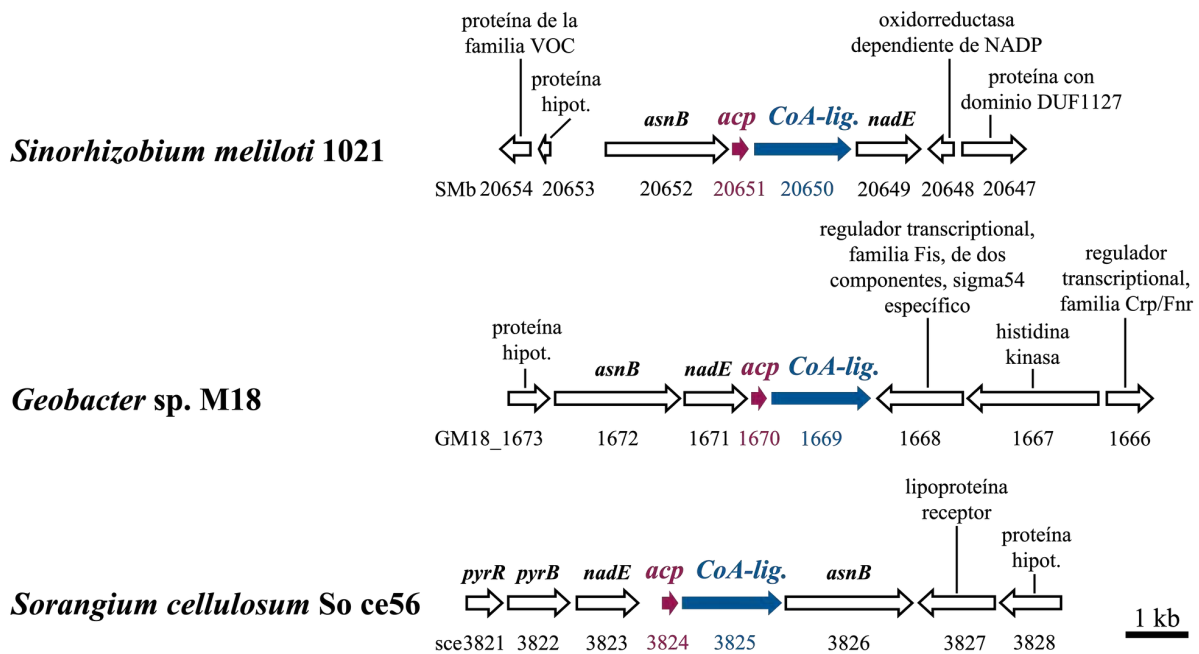 proteína de la
familia VOC
proteína
hipot.
oxidorreductasa
dependiente de NADP
proteína con
dominio DUF1127
asnB acp CoA-lig. nadE
Sinorhizobium meliloti 1021
SMb 20654 20653 20652 20651 20650 20649 20648 20647
regulador transcriptional,
familia Fis, de dos
componentes, sigma54
específico
regulador
transcriptional,
familia Crp/Fnr
proteína
hipot.
histidina
kinasa
asnB nadE acp CoA-lig.
Geobacter sp. M18
GM18_1673 1672 1671 1670 1669 1668 1667 1666
lipoproteína
receptor
proteína
hipot.
pyrR pyrB nadE acp CoA-lig. asnB
Sorangium cellulosum So ce56
sce3821 3822 3823 3824 3825 3826 3827 3828
1 kb